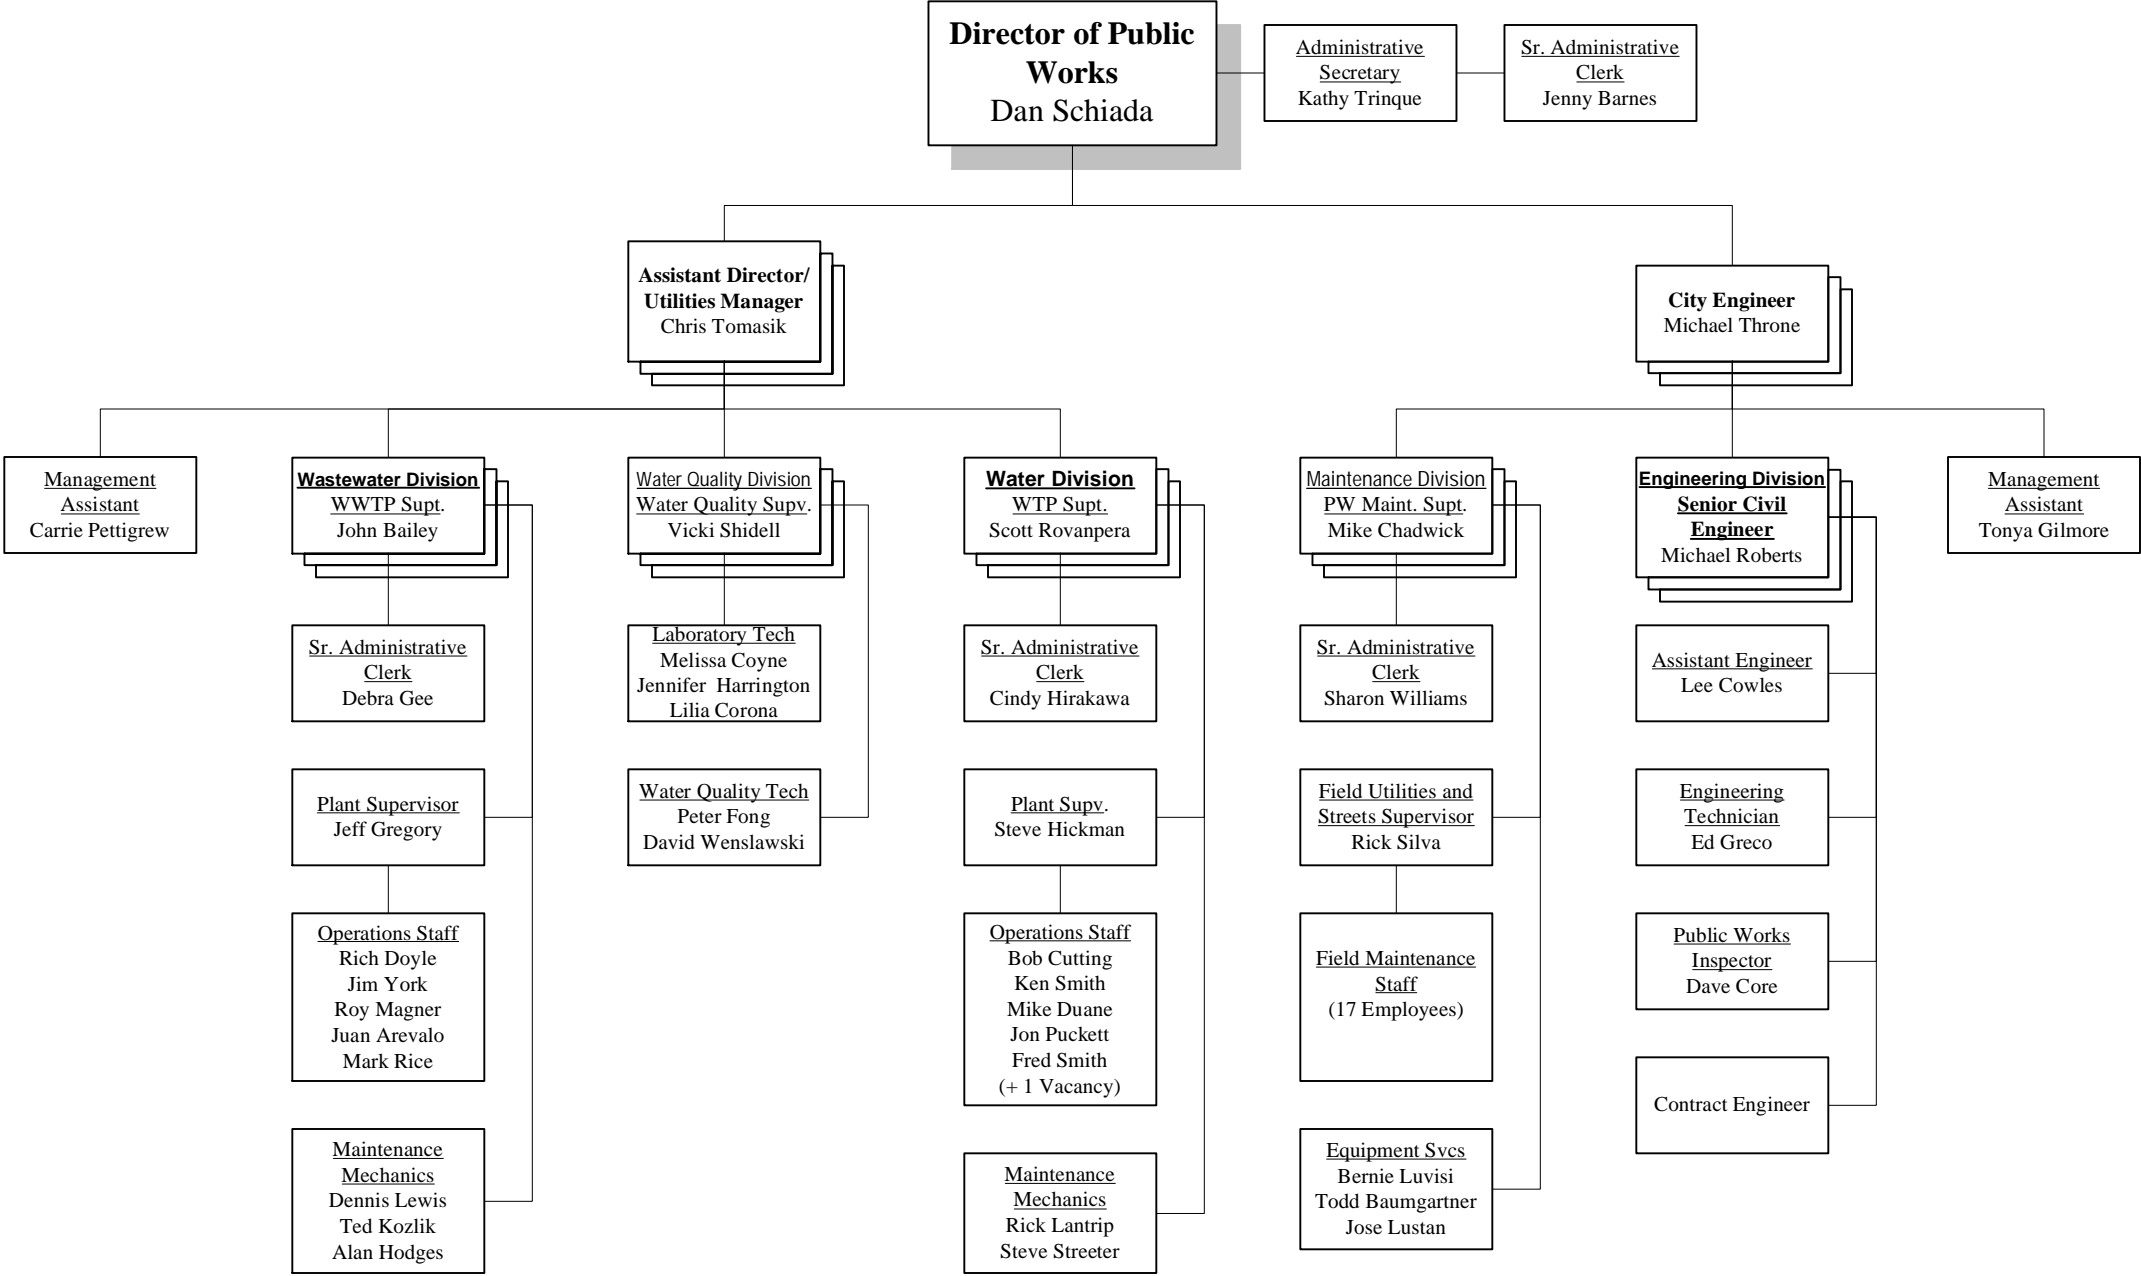 Director of Public
Works
Dan Schiada
Administrative
Secretary
Kathy Trinque
Sr. Administrative
Clerk
Jenny Barnes
Assistant Director/
Utilities Manager
Chris Tomasik
City Engineer
Michael Throne
Management
Assistant
Carrie Pettigrew
Wastewater Division
WWTP Supt.
John Bailey
Water Quality Division
Water Quality Supv.
Vicki Shidell
Water Division
WTP Supt.
Scott Rovanpera
Maintenance Division
PW Maint. Supt.
Mike Chadwick
Engineering Division
Senior Civil
Engineer
Michael Roberts
Management
Assistant
Tonya Gilmore
Sr. Administrative
Clerk
Debra Gee
Laboratory Tech
Melissa Coyne
Jennifer  Harrington
Lilia Corona
Sr. Administrative
Clerk
Cindy Hirakawa
Sr. Administrative
Clerk
Sharon Williams
Assistant Engineer
Lee Cowles
Plant Supervisor
Jeff Gregory
Water Quality Tech
Peter Fong
David Wenslawski
Plant Supv.
Steve Hickman
Field Utilities and
Streets Supervisor
Rick Silva
Engineering
Technician
Ed Greco
Operations Staff
Rich Doyle
Jim York
Roy Magner
Juan Arevalo
Mark Rice
Operations Staff
Bob Cutting
Ken Smith
Mike Duane
Jon Puckett
Fred Smith
(+ 1 Vacancy)
Field Maintenance
Staff
(17 Employees)
Public Works
Inspector
Dave Core
Contract Engineer
Maintenance
Mechanics
Dennis Lewis
Ted Kozlik
Alan Hodges
Maintenance
Mechanics
Rick Lantrip
Steve Streeter
Equipment Svcs
Bernie Luvisi
Todd Baumgartner
Jose Lustan